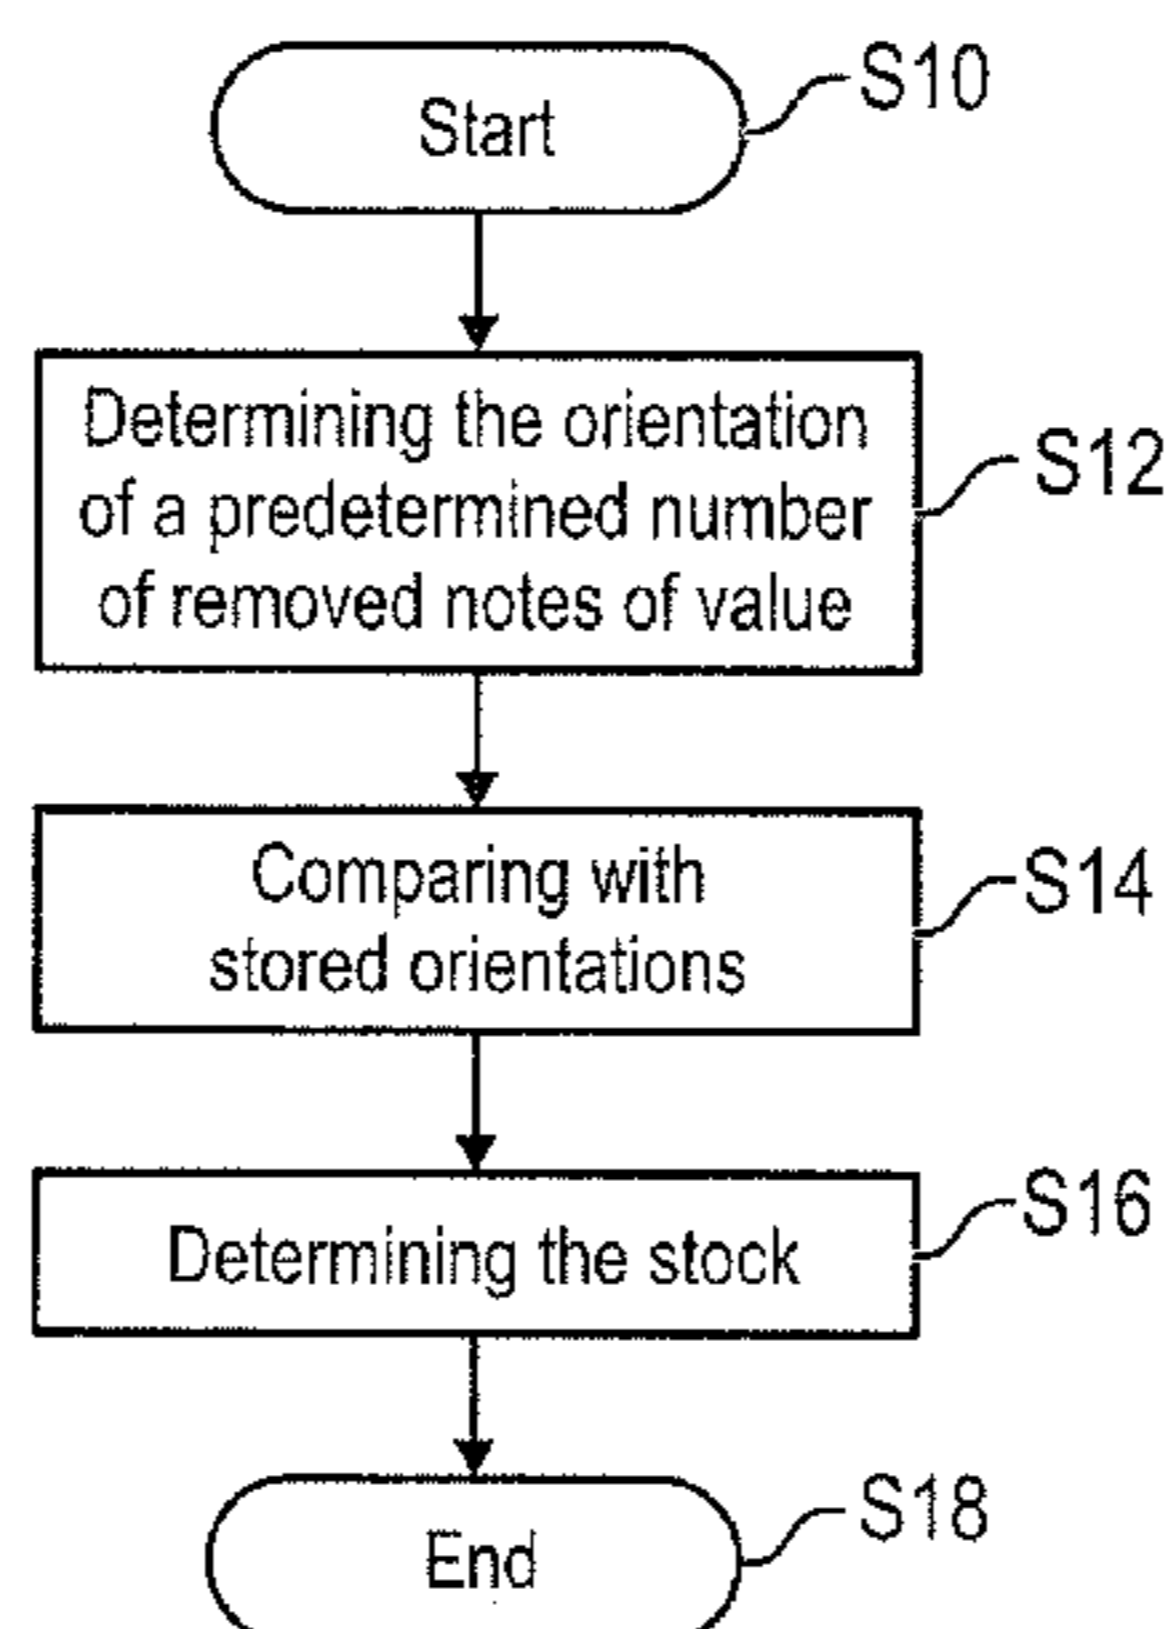 Start
S10
Determining the orientation
of a predetermined number
of removed notes of value
S12
Comparing with
stored orientations
S14
Determining the stock
S16
End
S18